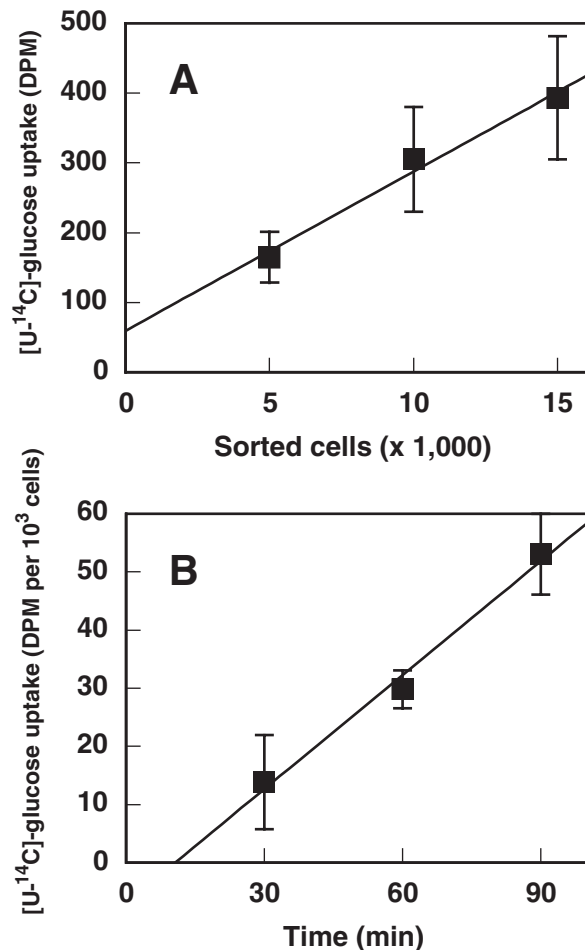 [U-¹⁴C]-glucose uptake (DPM)
500
400
300
200
100
0
A
0 5 10 15
Sorted cells (x 1,000)
[U-¹⁴C]-glucose uptake (DPM per 10³ cells)
60
50
40
30
20
10
0
B
0 30 60 90
Time (min)